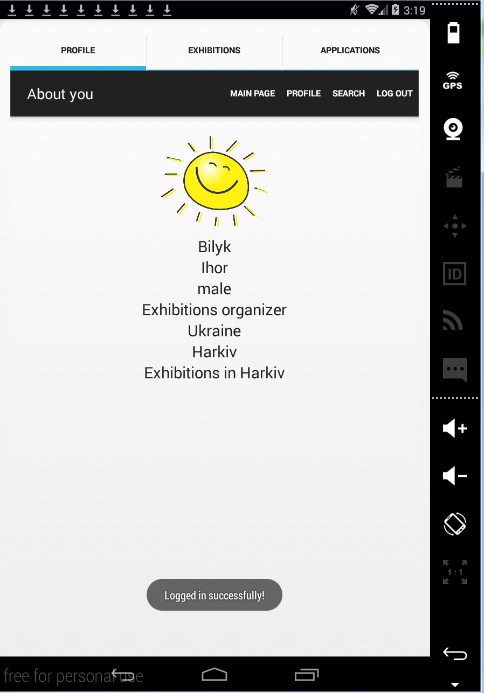 3:19
PROFILE EXHIBITIONS APPLICATIONS
About you MAIN PAGE PROFILE SEARCH LOG OUT
Bilyk
Ihor
male
Exhibitions organizer
Ukraine
Harkiv
Exhibitions in Harkiv
Logged in successfully!
free for personal use
GPS
ID
1:1